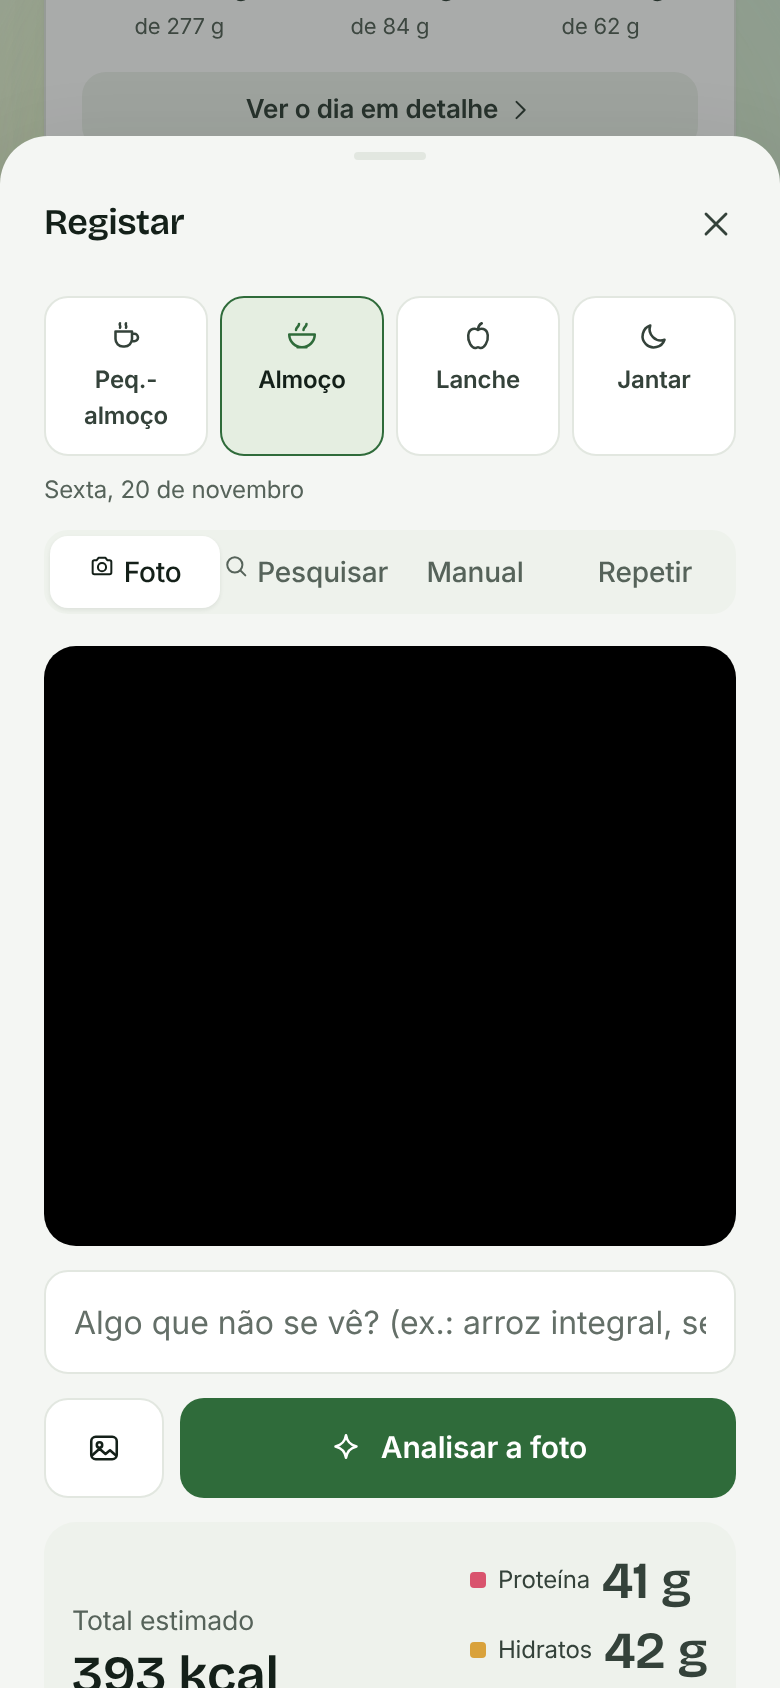 de 277 g
de 84 g
de 62 g
Ver o dia em detalhe
Registar
Peq.-
almoço
Almoço
Lanche
Jantar
Sexta, 20 de novembro
Foto
Pesquisar
Manual
Repetir
Algo que não se vê? (ex.: arroz integral, se
Analisar a foto
Proteína 41 g
Total estimado
Hidratos 42 g
393 kcal